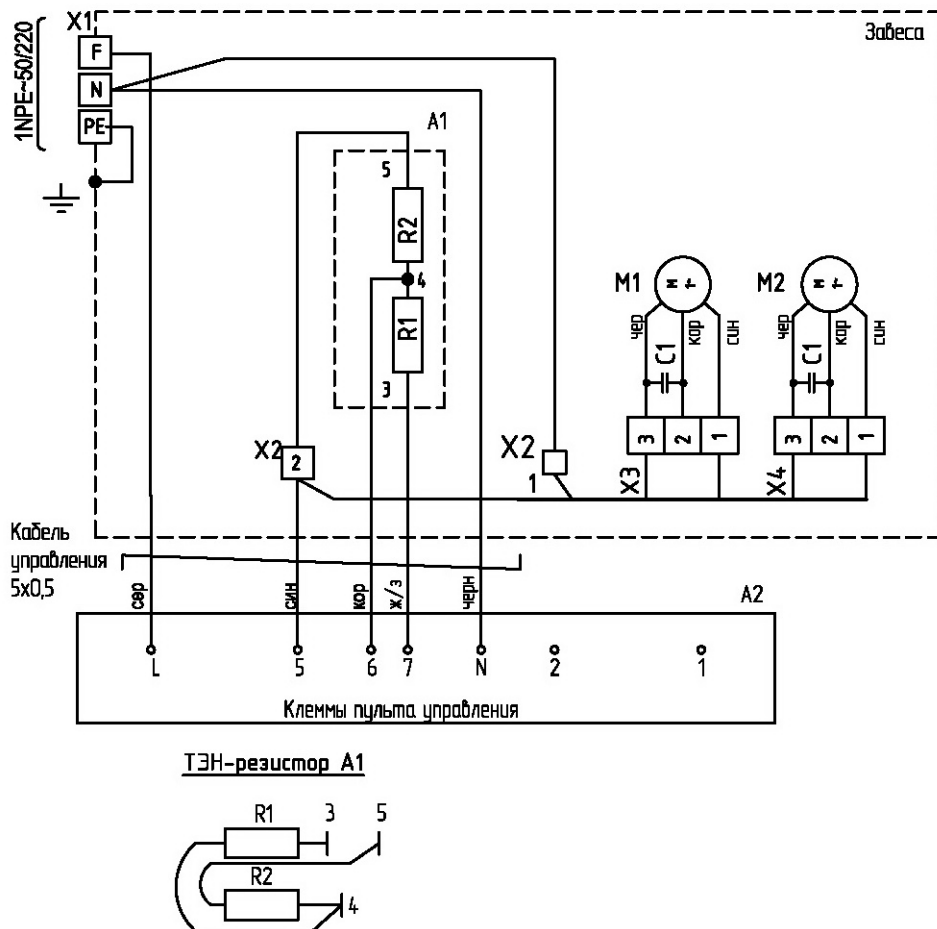 X1
Завеса
1NPE~50/220
F
N
PE
A1
5
R2
4
R1
3
M1
M2
чер
кор
син
чер
кор
син
C1
C1
3
2
1
3
2
1
X3
X4
X2
2
X2
1
Кабель
управления
5х0,5
сер
син
кор
ж/з
черн
A2
L
5
6
7
N
2
1
Клеммы пульта управления
ТЭН-резистор А1
R1
3
5
R2
4